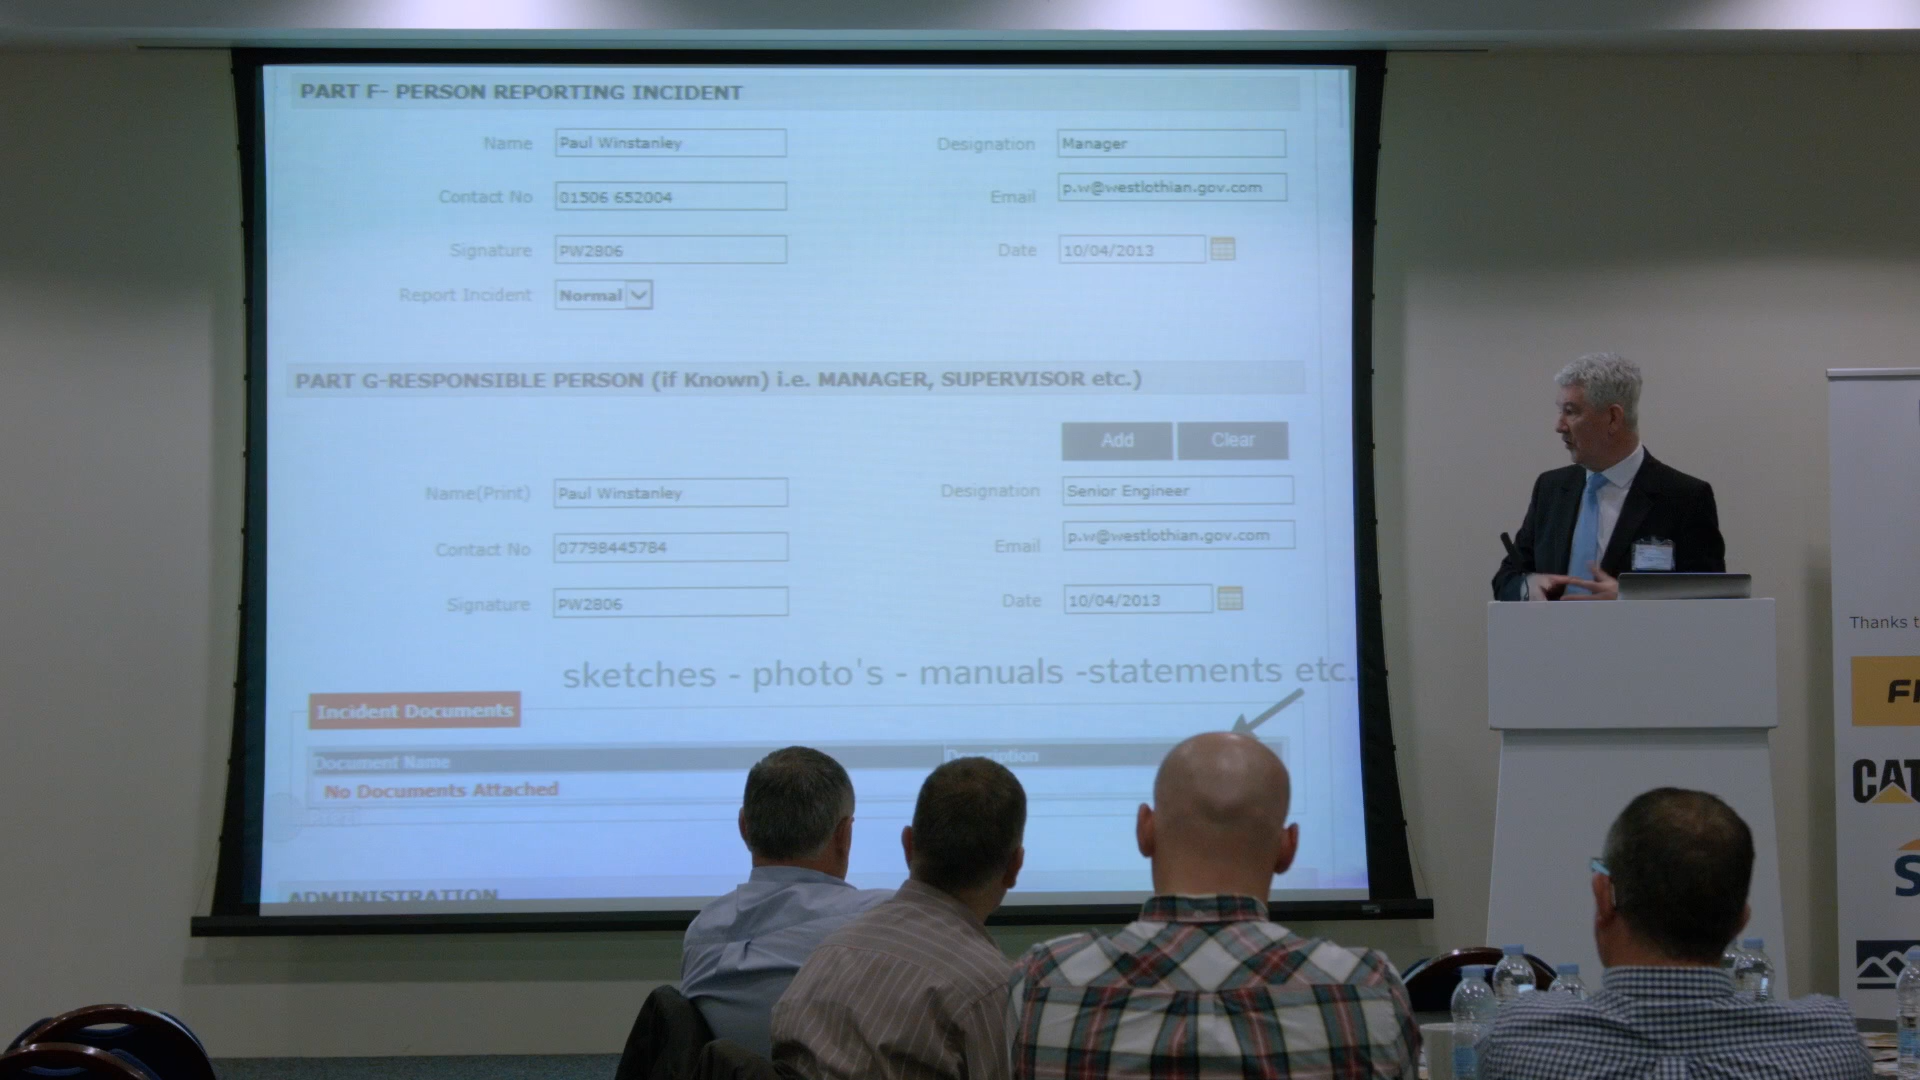 PART F- PERSON REPORTING INCIDENT
Name Paul Winstanley Designation Manager
Contact No 01506 652004 Email p.w@westlothian.gov.com
Signature PW2806 Date 10/04/2013
Report Incident Normal
PART G-RESPONSIBLE PERSON (if Known) i.e. MANAGER, SUPERVISOR etc.)
Add Clear
Name(Print) Paul Winstanley Designation Senior Engineer
Contact No 07798445784 Email p.w@westlothian.gov.com
Signature PW2806 Date 10/04/2013
sketches - photo's - manuals -statements etc.
Incident Documents
Document Name Description
No Documents Attached
ADMINISTRATION
Thanks t
CAT